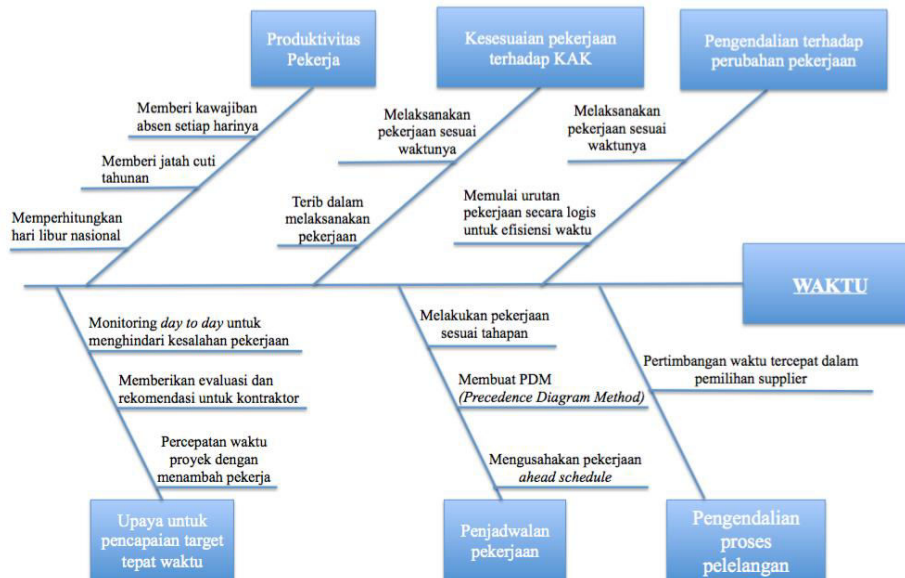 Produktivitas
Pekerja
Kesesuaian pekerjaan
terhadap KAK
Pengendalian terhadap
perubahan pekerjaan
Memberi kawajiban
absen setiap harinya
Memberi jatah cuti
tahunan
Memperhitungkan
hari libur nasional
Melaksanakan
pekerjaan sesuai
waktunya
Terib dalam
melaksanakan
pekerjaan
Melaksanakan
pekerjaan sesuai
waktunya
Memulai urutan
pekerjaan secara logis
untuk efisiensi waktu
WAKTU
Monitoring day to day untuk
menghindari kesalahan pekerjaan
Memberikan evaluasi dan
rekomendasi untuk kontraktor
Percepatan waktu
proyek dengan
menambah pekerja
Melakukan pekerjaan
sesuai tahapan
Membuat PDM
(Precedence Diagram Method)
Mengusahakan pekerjaan
ahead schedule
Pertimbangan waktu tercepat dalam
pemilihan supplier
Upaya untuk
pencapaian target
tepat waktu
Penjadwalan
pekerjaan
Pengendalian
proses
pelelangan